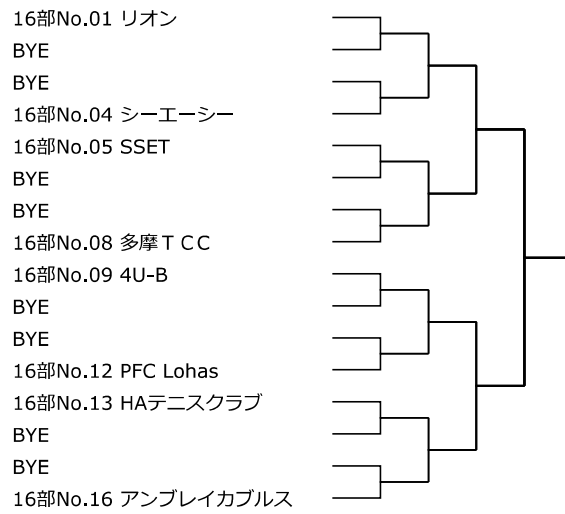 16部No.01 リオン
BYE
BYE
16部No.04 シーエーシー
16部No.05 SSET
BYE
BYE
16部No.08 多摩ＴＣＣ
16部No.09 4U-B
BYE
BYE
16部No.12 PFC Lohas
16部No.13 HAテニスクラブ
BYE
BYE
16部No.16 アンブレイカブルス